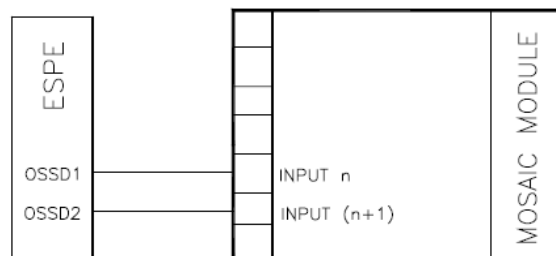 ESPE
OSSD1
OSSD2
INPUT n
INPUT (n+1)
MOSAIC MODULE